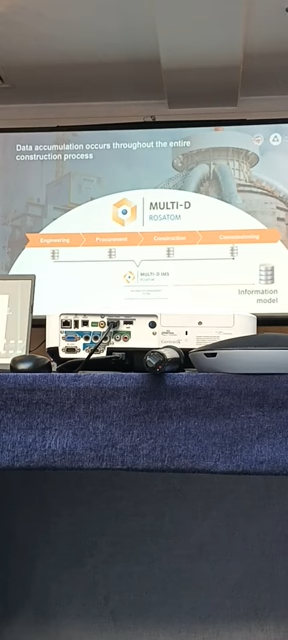 Data accumulation occurs throughout the entire
construction process
MULTI-D
ROSATOM
Engineering
Procurement
Construction
Commissioning
MULTI-D IMS
Information
model